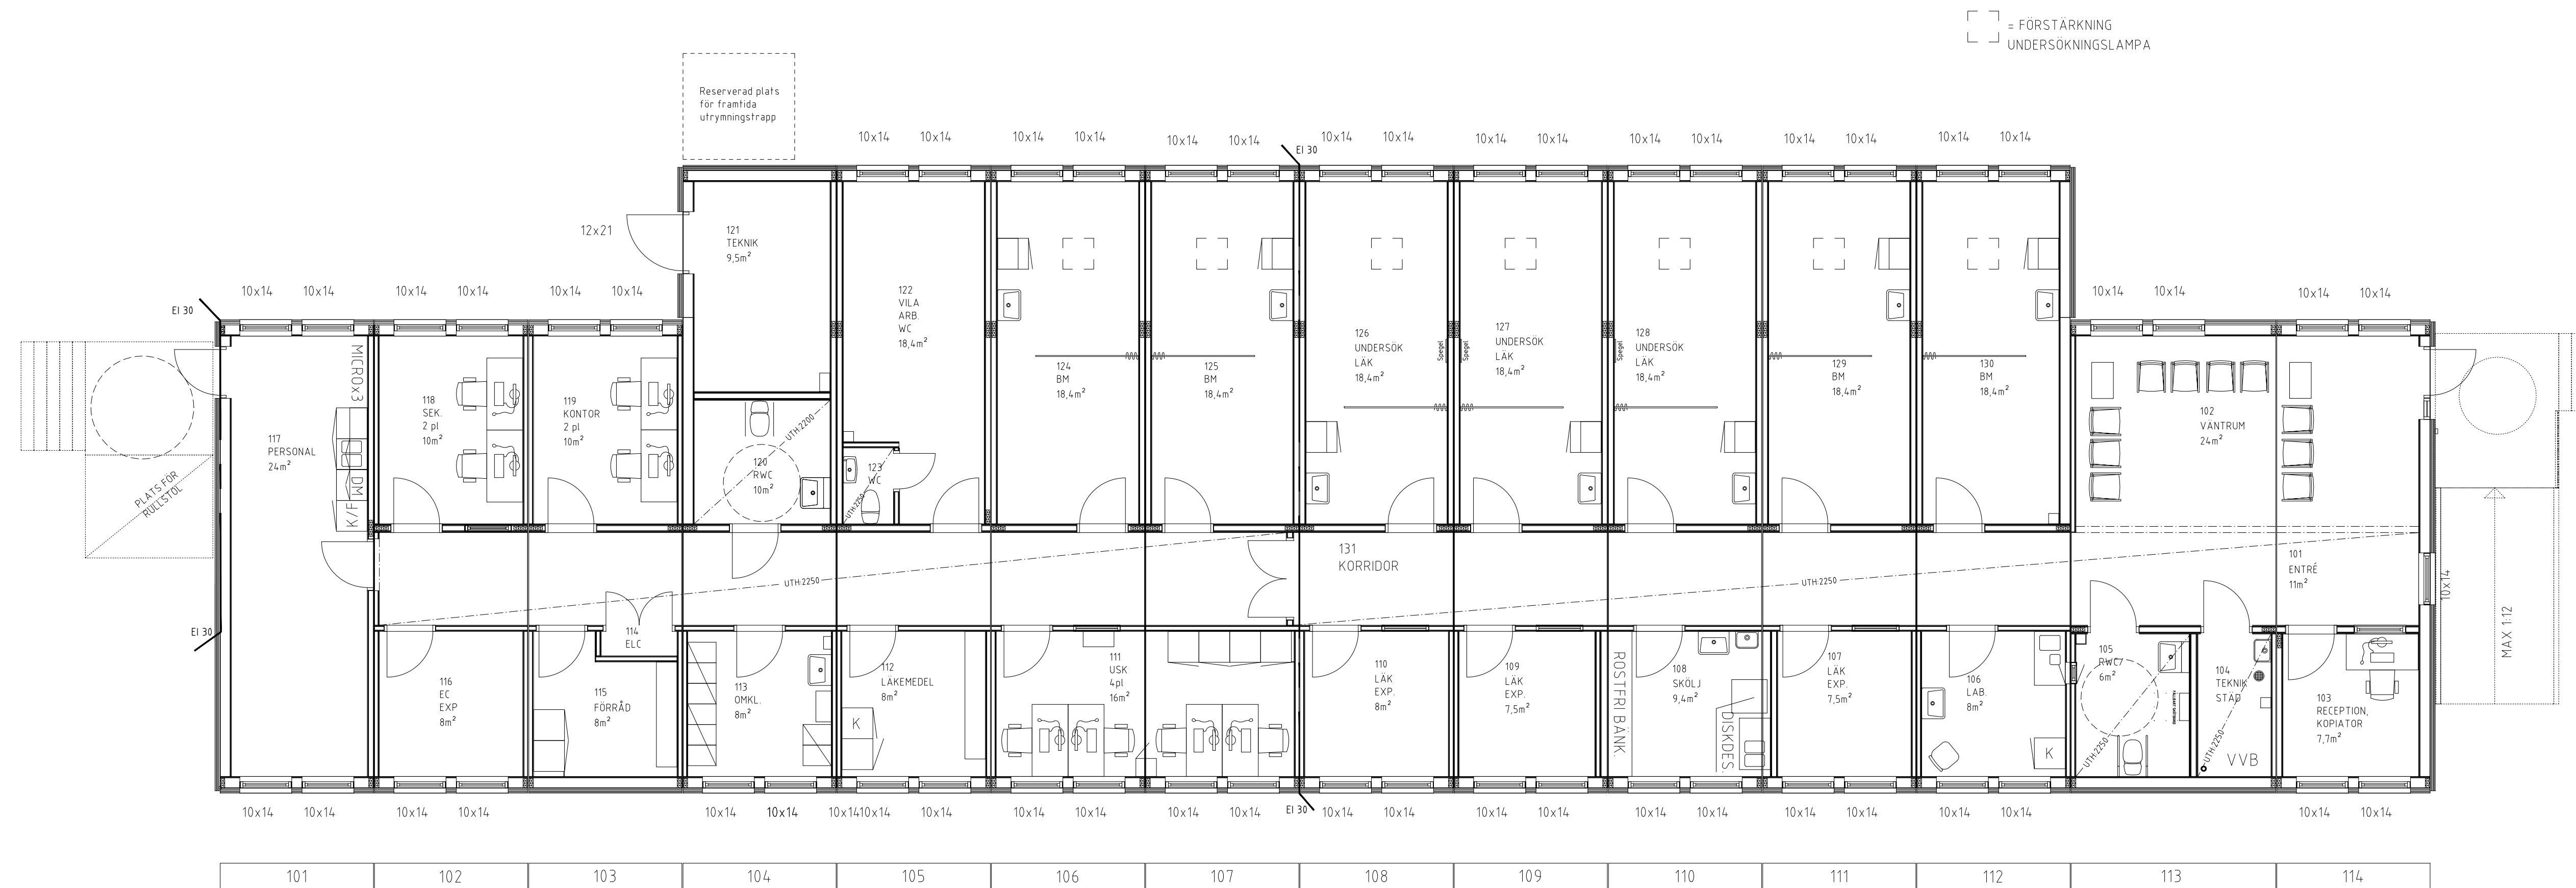 = FÖRSTÄRKNING
UNDERSÖKNINGSLAMPA
Reserverad plats
för framtida
utrymningstrapp
10x14 10x14 10x14 10x14 10x14 10x14 10x14 10x14 10x14 10x14 10x14 10x14 10x14 10x14 10x14 10x14
EI 30
12x21
EI 30
10x14 10x14 10x14 10x14 10x14 10x14
10x14 10x14 10x14 10x14
121
TEKNIK
9,5m²
122
VILA
ARB.
WC
18,4m²
124
BM
18,4m²
125
BM
18,4m²
126
UNDERSÖK
LÄK
18,4m²
Spegel
Spegel
127
UNDERSÖK
LÄK
18,4m²
Spegel
128
UNDERSÖK
LÄK
18,4m²
129
BM
18,4m²
130
BM
18,4m²
PLATS FÖR
RULLSTOL
117
PERSONAL
24m²
MICROx3
DM
K/F
118
SEK.
2 pl
10m²
119
KONTOR
2 pl
10m²
120
RWC
10m²
UTH:2200
123
WC
UTH:2250
102
VÄNTRUM
24m²
131
KORRIDOR
UTH:2250
UTH:2250
101
ENTRÉ
11m²
10x14
MAX 1:12
EI 30
116
EC
EXP
8m²
115
FÖRRÅD
8m²
114
ELC
113
OMKL.
8m²
112
LÄKEMEDEL
8m²
K
111
USK
4pl
16m²
110
LÄK
EXP.
8m²
109
LÄK
EXP.
7,5m²
ROSTFRI BÄNK.
108
SKÖLJ
9,4m²
DISKDES.
107
LÄK
EXP.
7,5m²
106
LAB.
8m²
K
105
RWC/
6m²
UTH:2250
104
TEKNIK
STÄD
UTH:2250
VVB
103
RECEPTION,
KOPIATOR
7,7m²
10x14 10x14 10x14 10x14 10x14 10x14 10x14 10x14 10x14 10x14 10x14 10x14 EI 30 10x14 10x14 10x14 10x14 10x14 10x14 10x14 10x14 10x14 10x14 10x14 10x14
101 102 103 104 105 106 107 108 109 110 111 112 113 114